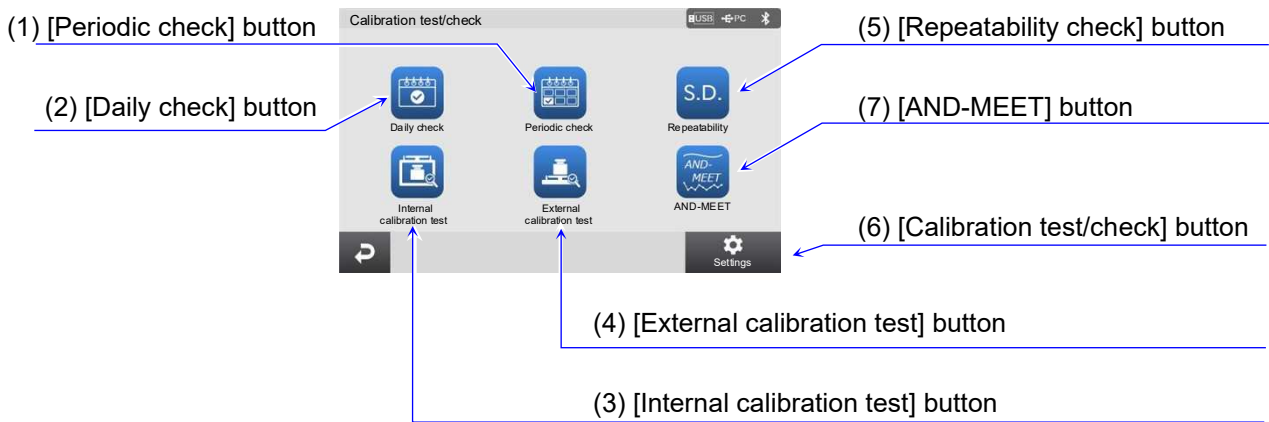 Calibration test/check
USB
PC
(1) [Periodic check] button
(5) [Repeatability check] button
(2) [Daily check] button
S.D.
(7) [AND-MEET] button
Daily check
Periodic check
Repeatability
AND-
MEET
Internal
calibration test
External
calibration test
AND-MEET
(6) [Calibration test/check] button
Settings
(4) [External calibration test] button
(3) [Internal calibration test] button